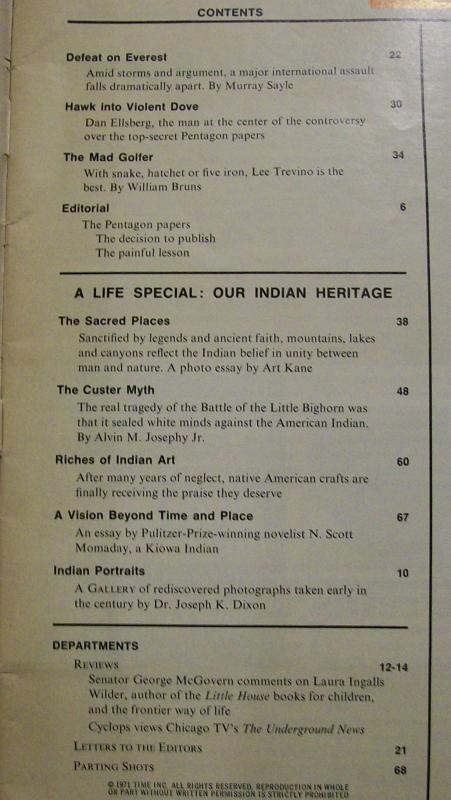 CONTENTS
Defeat on Everest 22
Amid storms and argument, a major international assault
falls dramatically apart. By Murray Sayle
Hawk into Violent Dove 30
Dan Ellsberg, the man at the center of the controversy
over the top-secret Pentagon papers
The Mad Golfer 34
With snake, hatchet or five iron, Lee Trevino is the
best. By William Bruns
Editorial 6
The Pentagon papers
The decision to publish
The painful lesson
A LIFE SPECIAL: OUR INDIAN HERITAGE
The Sacred Places 38
Sanctified by legends and ancient faith, mountains, lakes
and canyons reflect the Indian belief in unity between
man and nature. A photo essay by Art Kane
The Custer Myth 48
The real tragedy of the Battle of the Little Bighorn was
that it sealed white minds against the American Indian.
By Alvin M. Josephy Jr.
Riches of Indian Art 60
After many years of neglect, native American crafts are
finally receiving the praise they deserve
A Vision Beyond Time and Place 67
An essay by Pulitzer-Prize-winning novelist N. Scott
Momaday, a Kiowa Indian
Indian Portraits 10
A GALLERY of rediscovered photographs taken early in
the century by Dr. Joseph K. Dixon
DEPARTMENTS
REVIEWS 12-14
Senator George McGovern comments on Laura Ingalls
Wilder, author of the Little House books for children,
and the frontier way of life
Cyclops views Chicago TV's The Underground News
LETTERS TO THE EDITORS 21
PARTING SHOTS 68
© 1971 TIME INC. ALL RIGHTS RESERVED. REPRODUCTION IN WHOLE
OR PART WITHOUT WRITTEN PERMISSION IS STRICTLY PROHIBITED